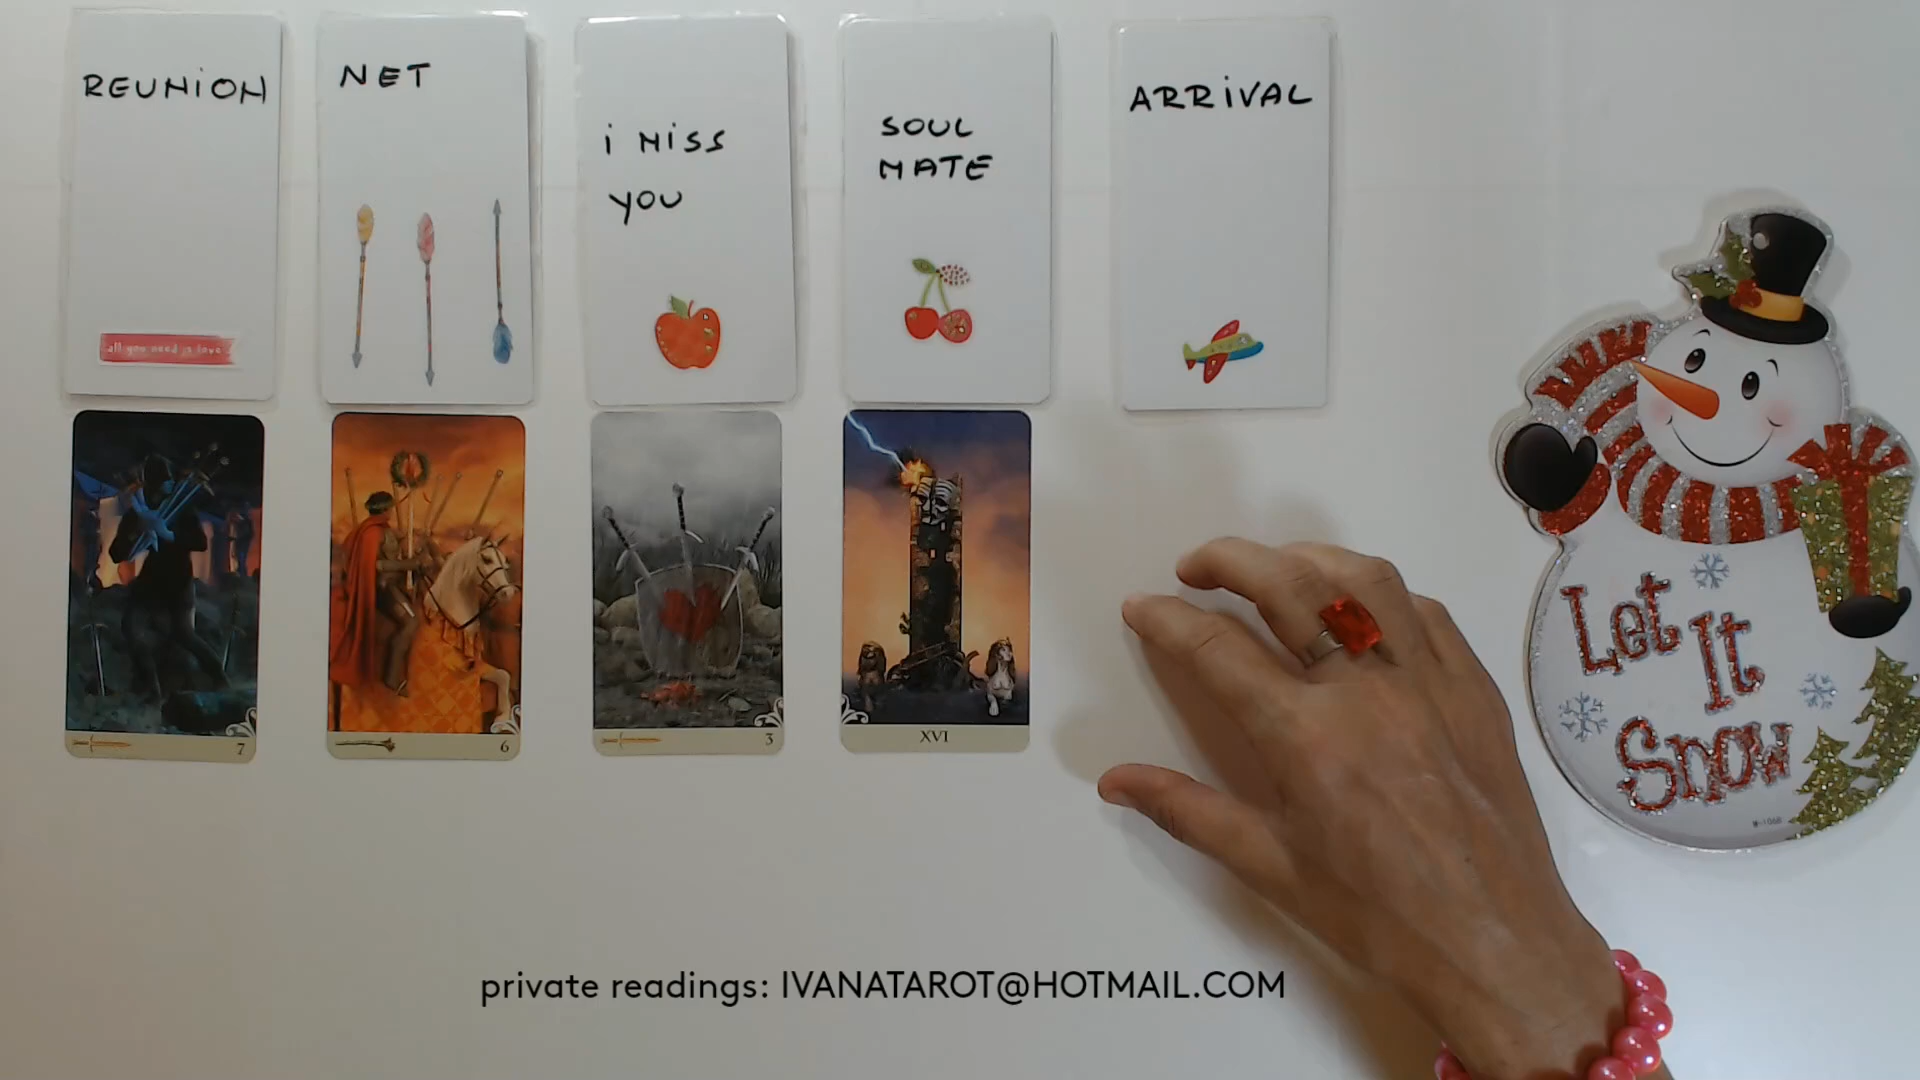 REUNiON
NET
i MiSS
YOU
SOUL
MATE
ARRiVAL
all you need is love
7
6
3
XVI
Let
It
Snow
private readings: IVANATAROT@HOTMAIL.COM